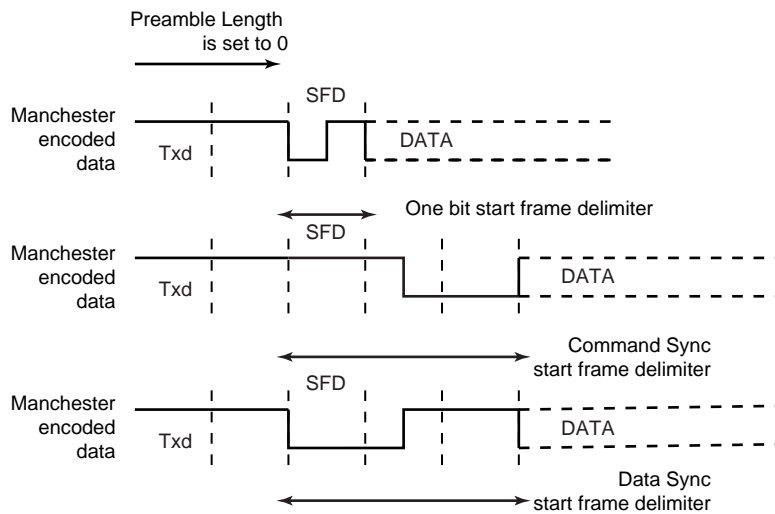 Preamble Length
is set to 0
SFD
Manchester
encoded
data
Txd
DATA
One bit start frame delimiter
SFD
Manchester
encoded
data
Txd
DATA
Command Sync
start frame delimiter
SFD
Manchester
encoded
data
Txd
DATA
Data Sync
start frame delimiter